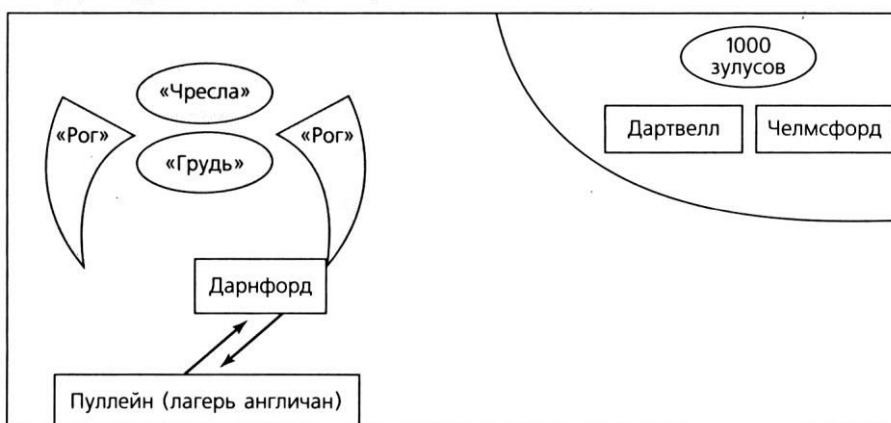 1000
зулусов
«Чресла»
«Рог»
«Рог»
Дартвелл
Челмсфорд
«Грудь»
Дарнфорд
Пуллейн (лагерь англичан)